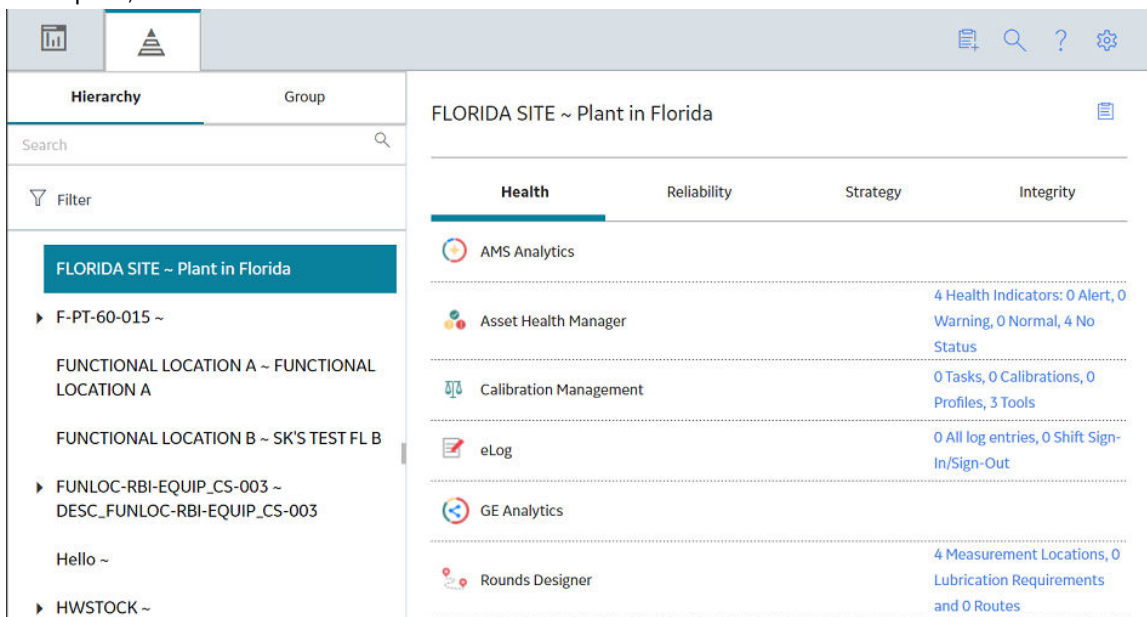 Hierarchy
Group
Search
Filter
FLORIDA SITE ~ Plant in Florida
F-PT-60-015 ~
FUNCTIONAL LOCATION A ~ FUNCTIONAL
LOCATION A
FUNCTIONAL LOCATION B ~ SK'S TEST FL B
FUNLOC-RBI-EQUIP_CS-003 ~
DESC_FUNLOC-RBI-EQUIP_CS-003
Hello ~
HWSTOCK ~
?
FLORIDA SITE ~ Plant in Florida
Health
Reliability
Strategy
Integrity
AMS Analytics
Asset Health Manager
4 Health Indicators: 0 Alert, 0
Warning, 0 Normal, 4 No
Status
Calibration Management
0 Tasks, 0 Calibrations, 0
Profiles, 3 Tools
eLog
0 All log entries, 0 Shift Sign-
In/Sign-Out
GE Analytics
Rounds Designer
4 Measurement Locations, 0
Lubrication Requirements
and 0 Routes